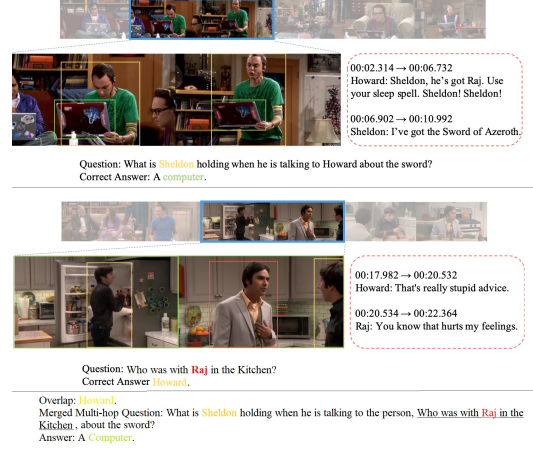 00:02.314 → 00:06.732
Howard: Sheldon, he's got Raj. Use
your sleep spell. Sheldon! Sheldon!
00:06.902 → 00:10.992
Sheldon: I've got the Sword of Azeroth.
Question: What is Sheldon holding when he is talking to Howard about the sword?
Correct Answer: A computer.
00:17.982 → 00:20.532
Howard: That's really stupid advice.
00:20.534 → 00:22.364
Raj: You know that hurts my feelings.
Question: Who was with Raj in the Kitchen?
Correct Answer Howard.
Overlap: Howard.
Merged Multi-hop Question: What is Sheldon holding when he is talking to the person, Who was with Raj in the
Kitchen , about the sword?
Answer: A Computer.